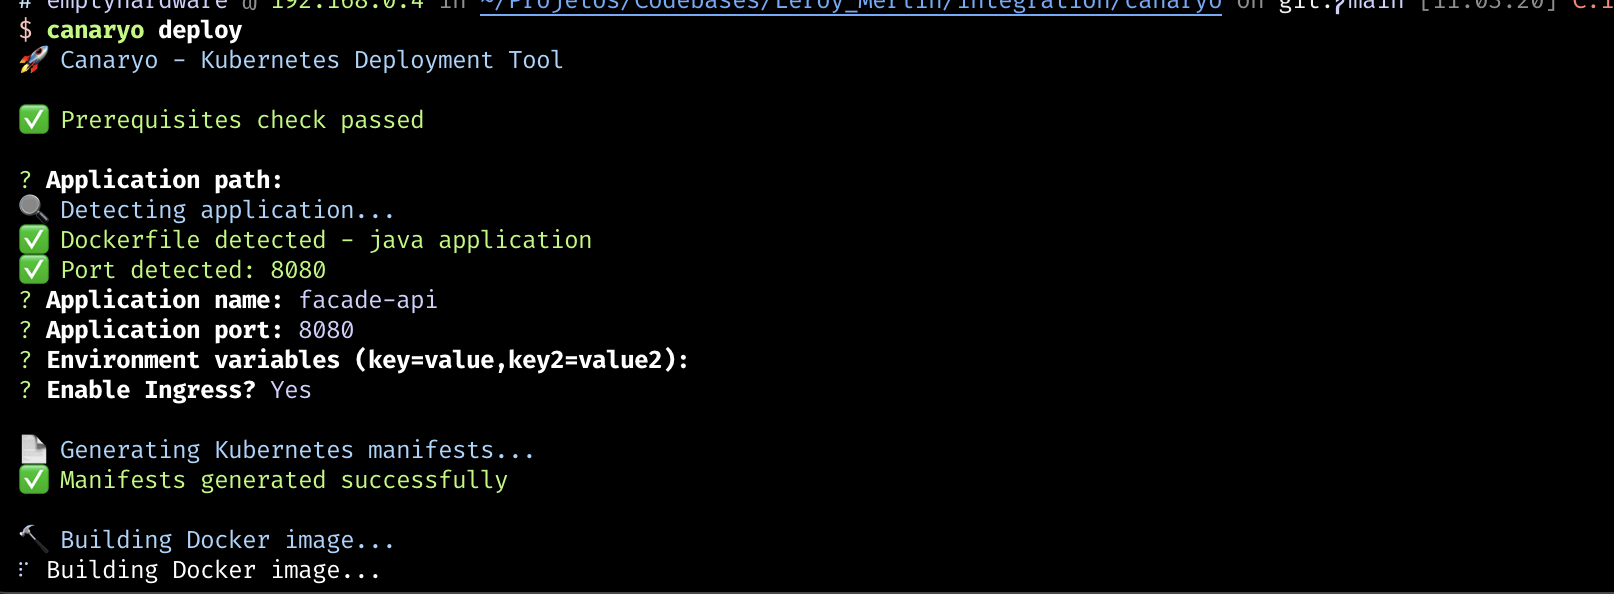 # emptyhardware @ 192.168.0.4 in ~/Projetos/Codebases/Leroy_Merlin/integration/canaryo on git:main [11:03:20]
$ canaryo deploy
🚀 Canaryo - Kubernetes Deployment Tool
✅ Prerequisites check passed
? Application path:
🔍 Detecting application...
✅ Dockerfile detected - java application
✅ Port detected: 8080
? Application name: facade-api
? Application port: 8080
? Environment variables (key=value,key2=value2):
? Enable Ingress? Yes
📄 Generating Kubernetes manifests...
✅ Manifests generated successfully
🔨 Building Docker image...
⠏ Building Docker image...